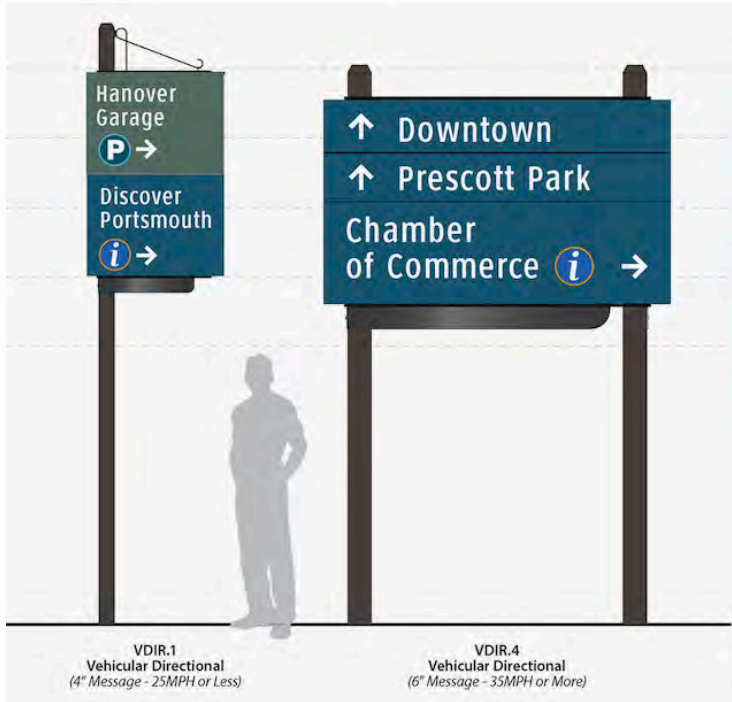 Hanover
Garage
P →
Discover
Portsmouth
i →
↑ Downtown
↑ Prescott Park
Chamber
of Commerce i →
VDIR.1
Vehicular Directional
(4" Message - 25MPH or Less)
VDIR.4
Vehicular Directional
(6" Message - 35MPH or More)